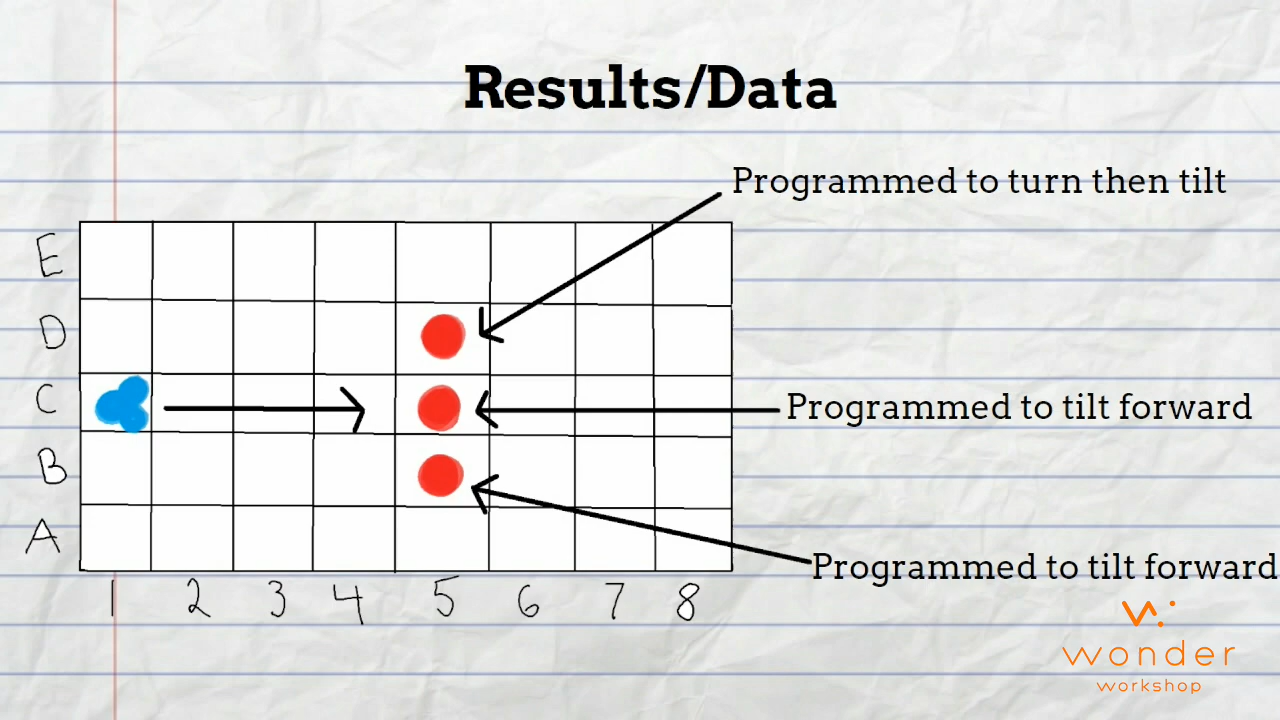 Results/Data
Programmed to turn then tilt
E
D
C
Programmed to tilt forward
B
A
Programmed to tilt forward
1 2 3 4 5 6 7 8
wonder
workshop